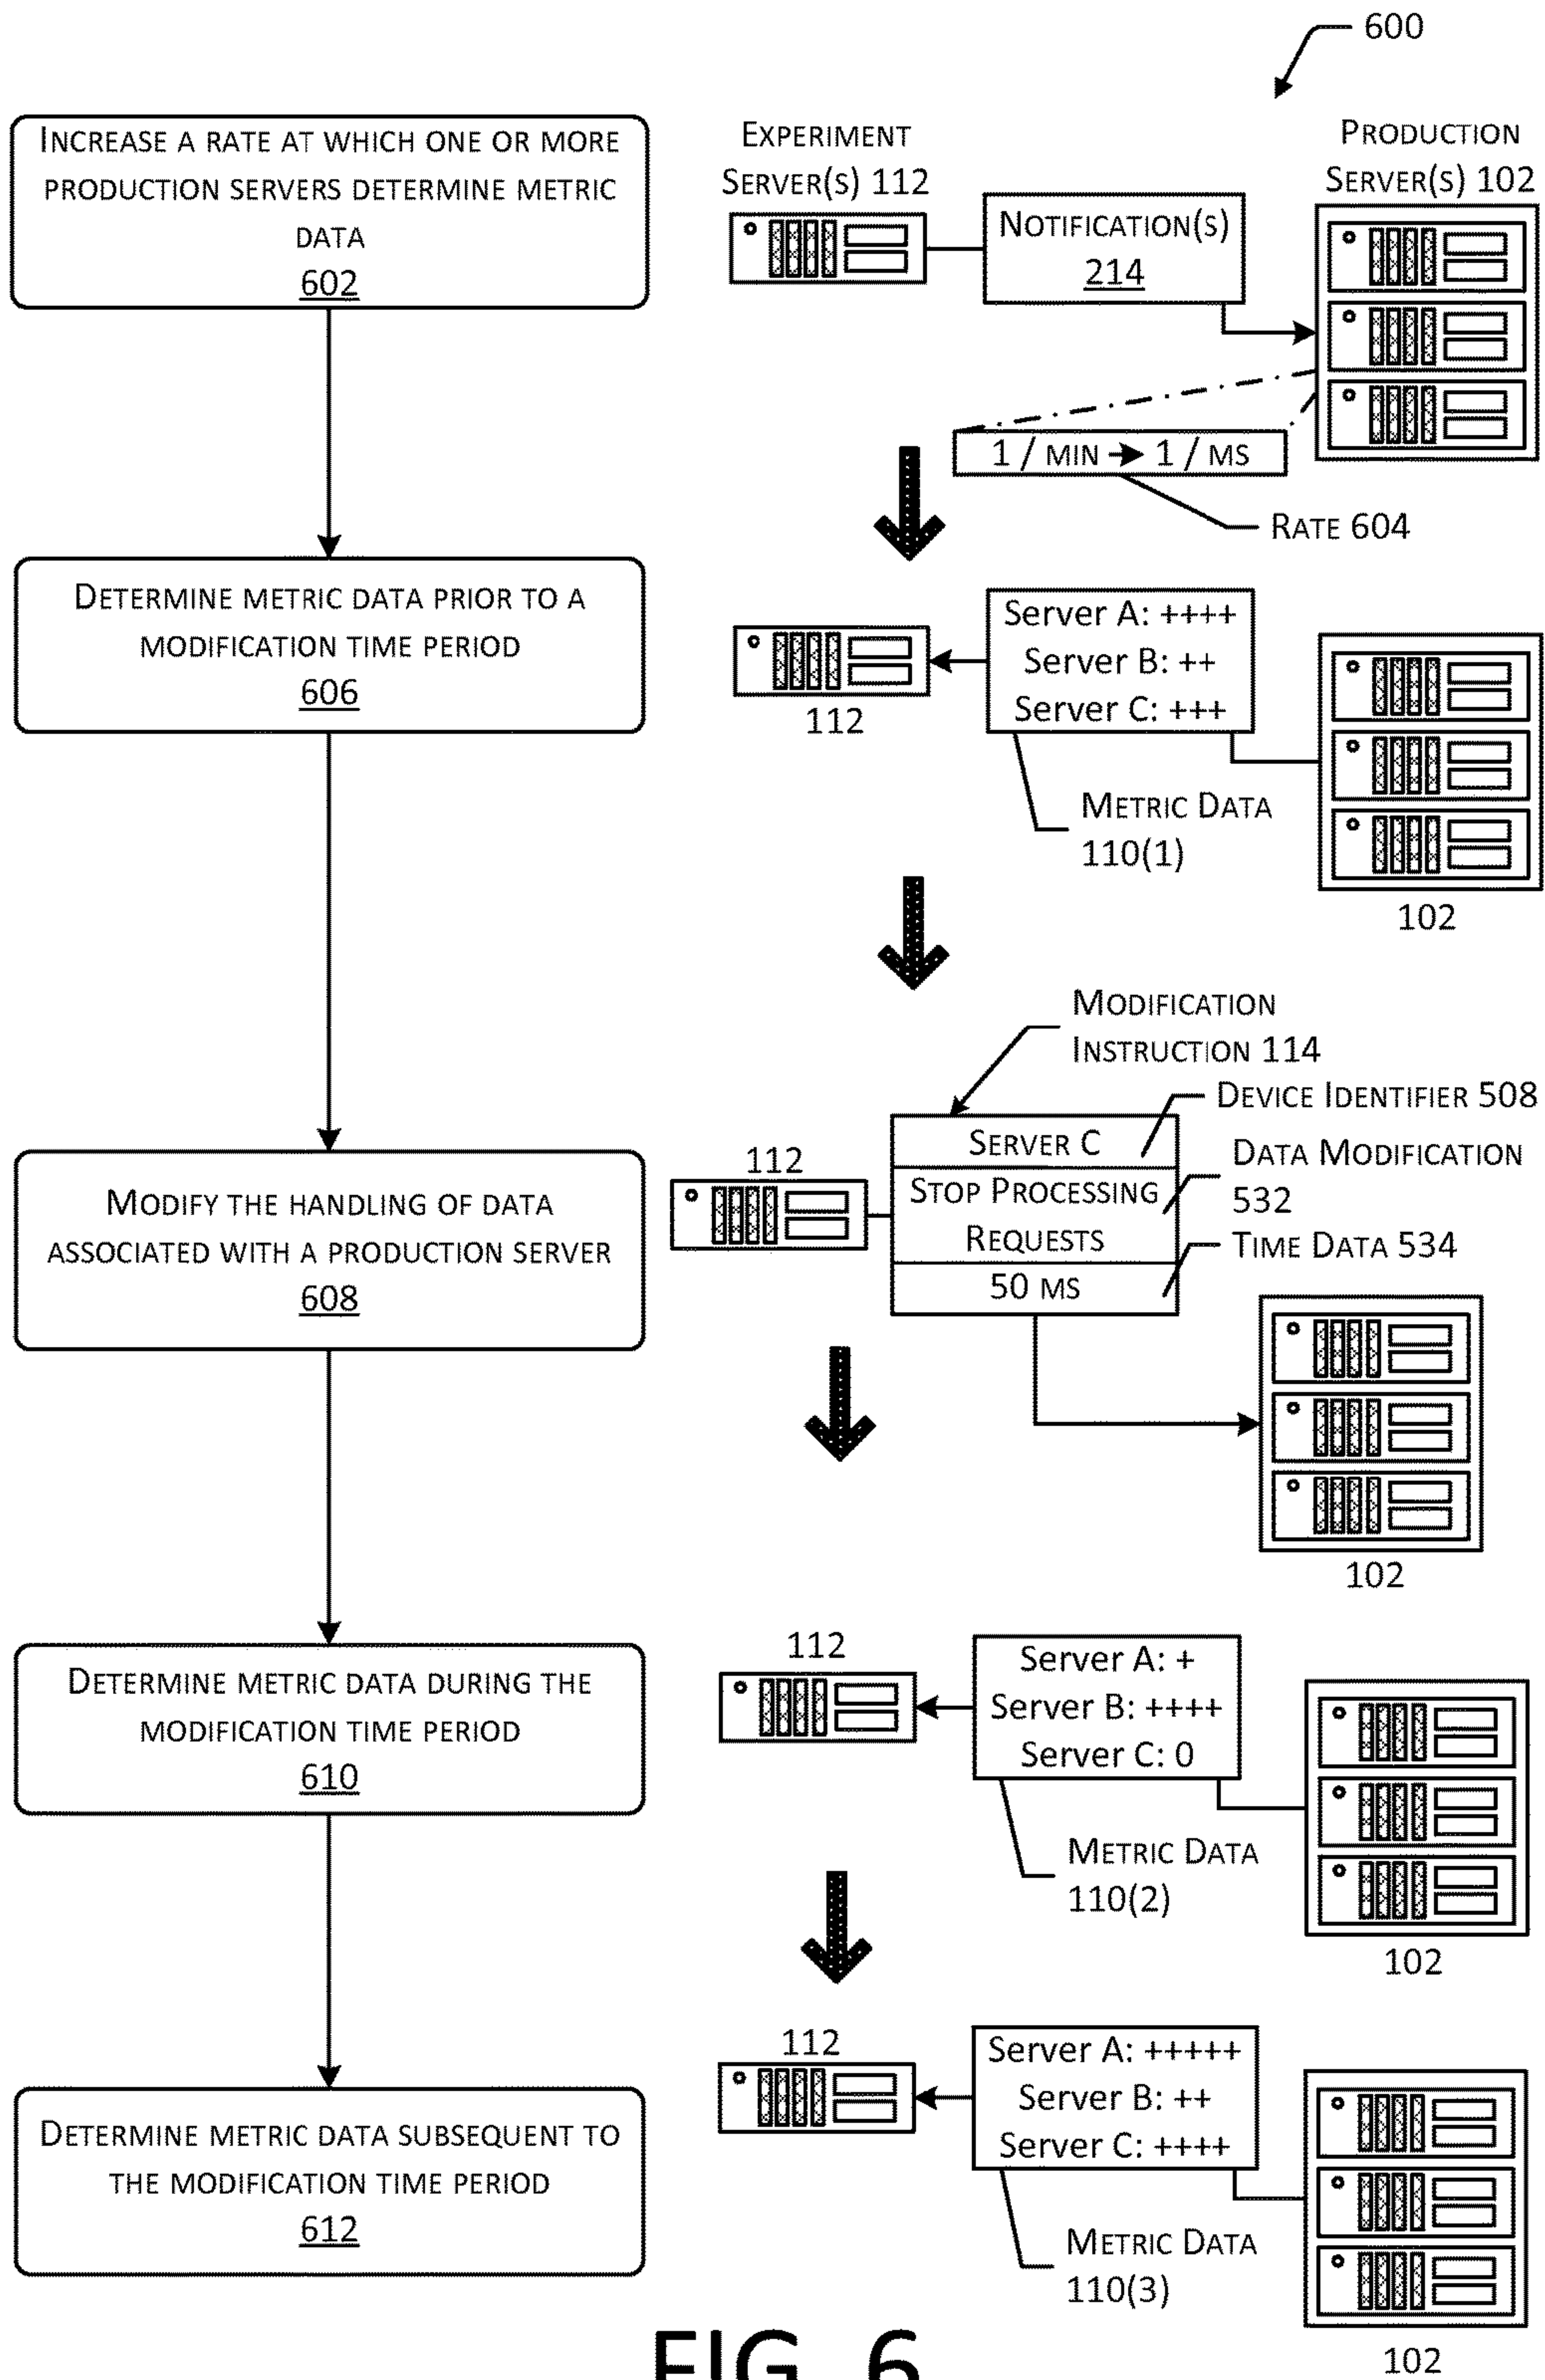 600
INCREASE A RATE AT WHICH ONE OR MORE
PRODUCTION SERVERS DETERMINE METRIC
DATA
602
EXPERIMENT
SERVER(S) 112
NOTIFICATION(S)
214
PRODUCTION
SERVER(S) 102
1 / MIN → 1 / MS
RATE 604
DETERMINE METRIC DATA PRIOR TO A
MODIFICATION TIME PERIOD
606
112
Server A: ++++
Server B: ++
Server C: +++
METRIC DATA
110(1)
102
MODIFY THE HANDLING OF DATA
ASSOCIATED WITH A PRODUCTION SERVER
608
MODIFICATION
INSTRUCTION 114
DEVICE IDENTIFIER 508
112
SERVER C
STOP PROCESSING
REQUESTS
50 MS
DATA MODIFICATION
532
TIME DATA 534
102
DETERMINE METRIC DATA DURING THE
MODIFICATION TIME PERIOD
610
112
Server A: +
Server B: ++++
Server C: 0
METRIC DATA
110(2)
102
DETERMINE METRIC DATA SUBSEQUENT TO
THE MODIFICATION TIME PERIOD
612
112
Server A: +++++
Server B: ++
Server C: ++++
METRIC DATA
110(3)
102
FIG. 6